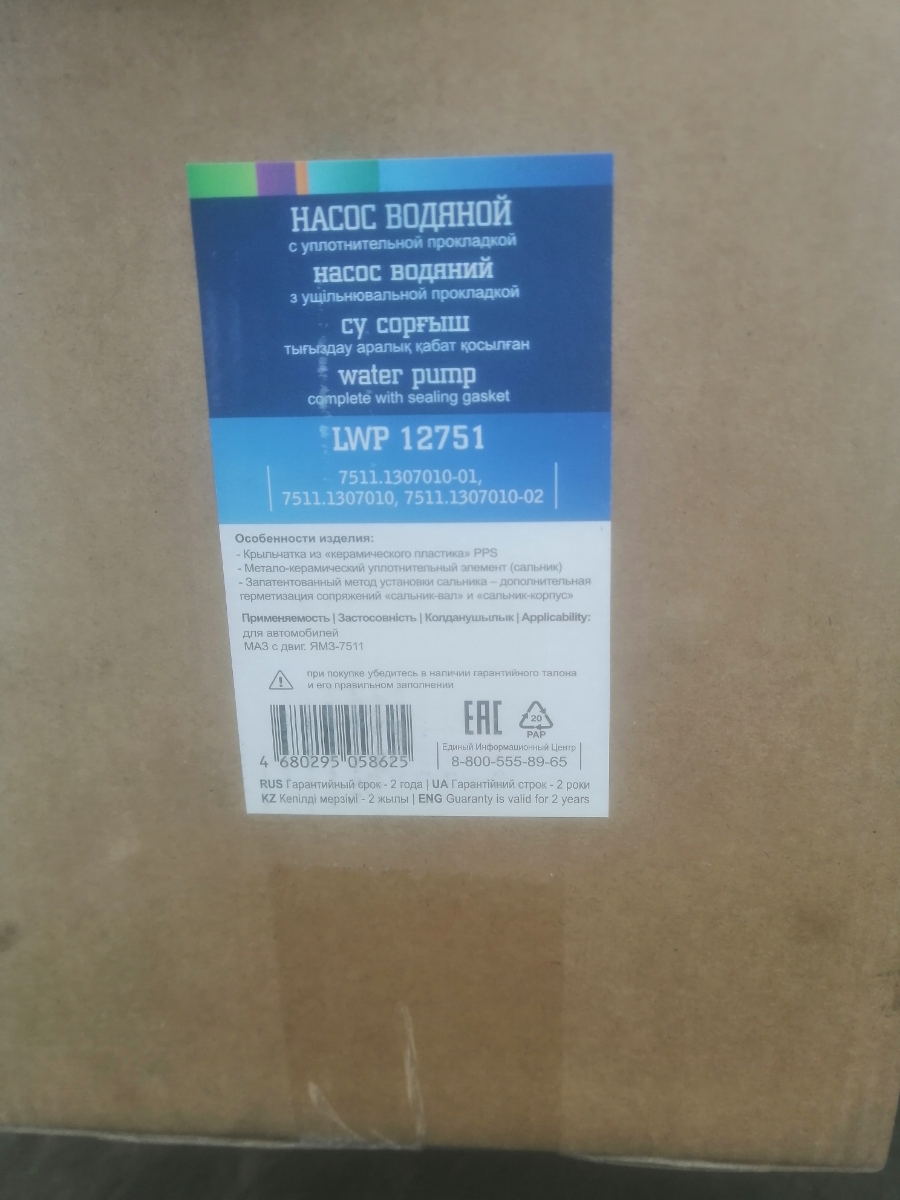 НАСОС ВОДЯНОЙ
с уплотнительной прокладкой
насос водяний
з ущільнювальной прокладкой
су сорғыш
тығыздау аралық қабат қосылған
water pump
complete with sealing gasket
LWP 12751
7511.1307010-01,
7511.1307010, 7511.1307010-02
Особенности изделия:
- Крыльчатка из «керамического пластика» PPS
- Метало-керамический уплотнительный элемент (сальник)
- Запатентованный метод установки сальника – дополнительная
герметизация сопряжений «сальник-вал» и «сальник-корпус»
Применяемость | Застосовність | Колданушылык | Applicability:
для автомобилей
МАЗ с двиг. ЯМЗ-7511
при покупке убедитесь в наличии гарантийного талона
и его правильном заполнении
EAC
20
PAP
4 680295 058625
Единый Информационный Центр
8-800-555-89-65
RUS Гарантийный срок - 2 года | UA Гарантійний строк - 2 роки
KZ Кепілді мерзімі - 2 жылы | ENG Guaranty is valid for 2 years